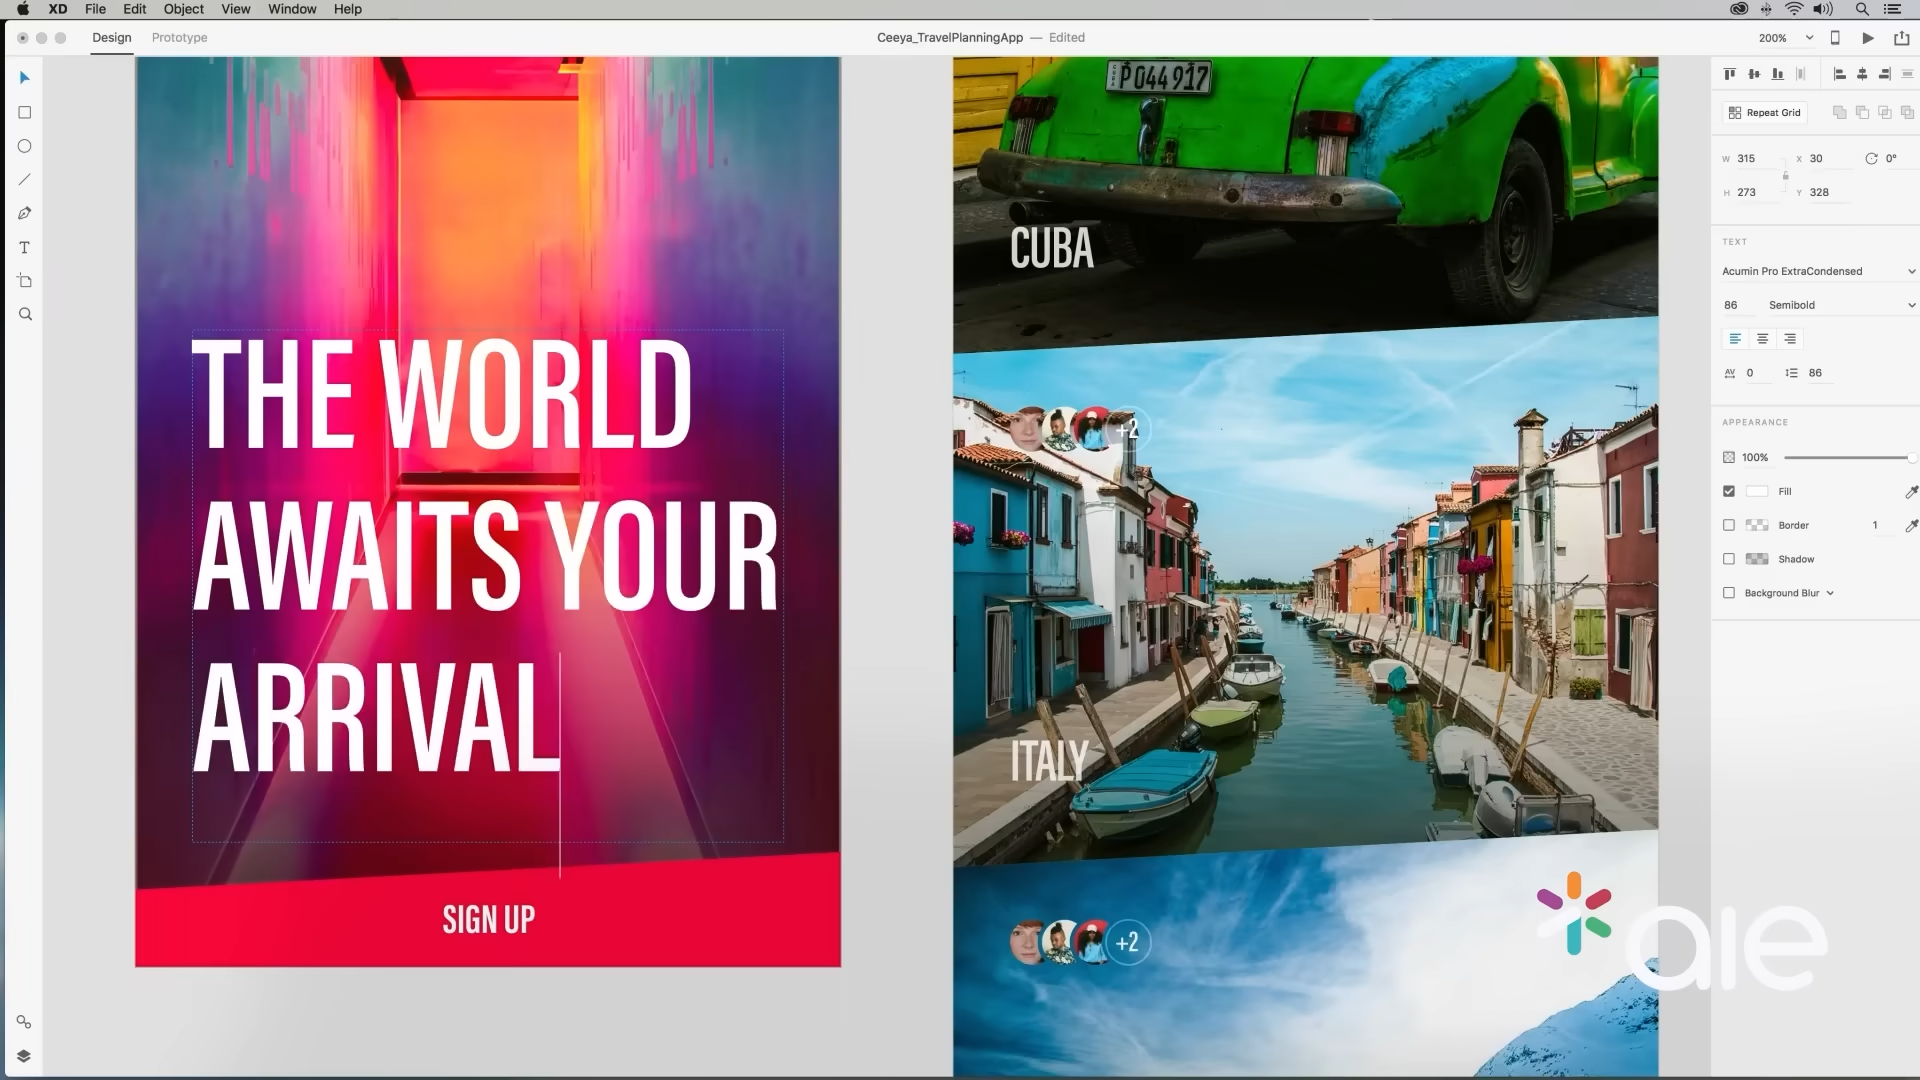 XD File Edit Object View Window Help
Design Prototype
Ceeya_TravelPlanningApp — Edited
200%
P044917
Repeat Grid
W 315 X 30 0°
H 273 Y 328
CUBA
TEXT
Acumin Pro ExtraCondensed
86 Semibold
AV 0 86
THE WORLD
AWAITS YOUR
ARRIVAL
SIGN UP
+2
ITALY
+2
APPEARANCE
100%
Fill
Border 1
Shadow
Background Blur
T
ale